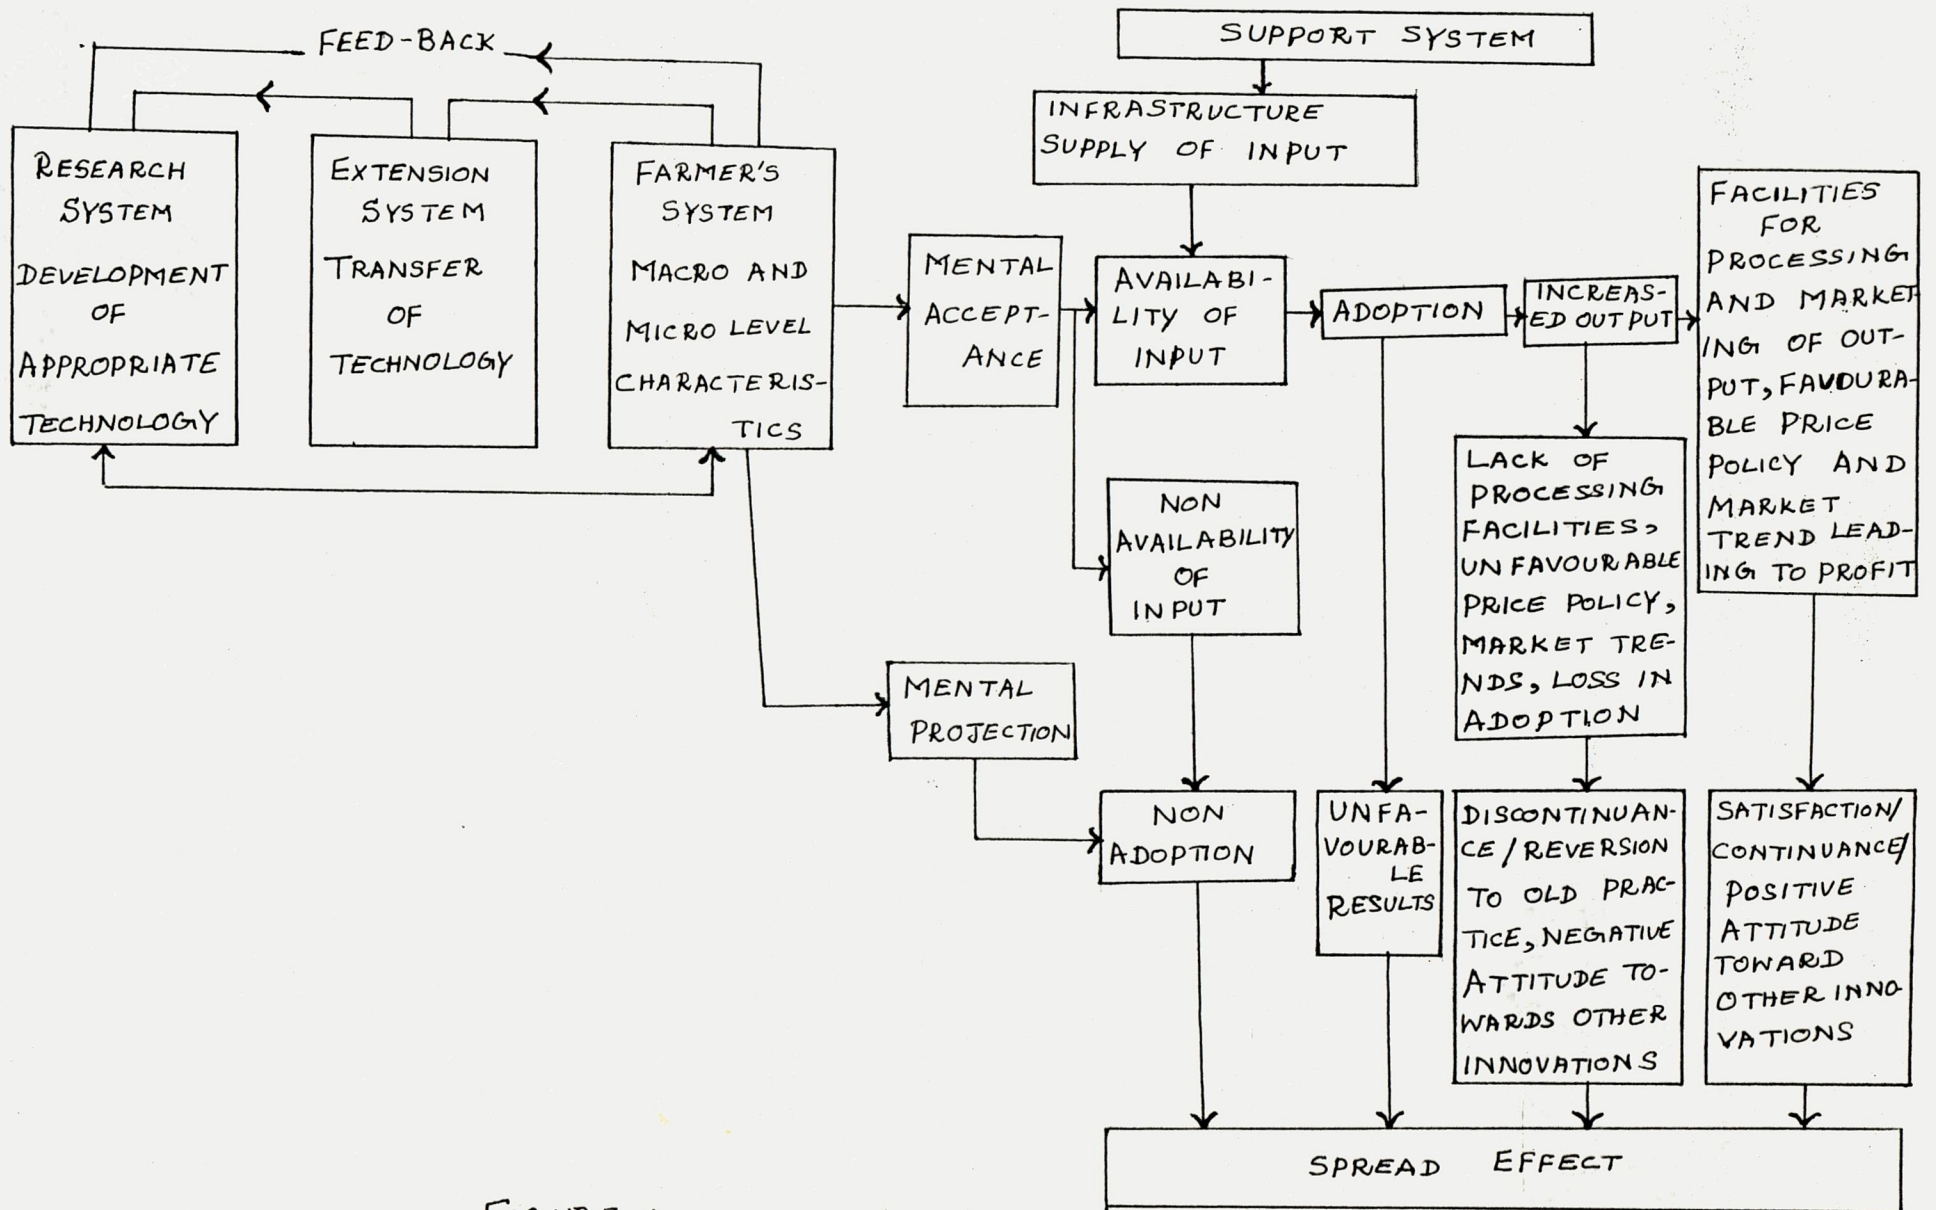 FEED-BACK
SUPPORT SYSTEM
INFRASTRUCTURE
SUPPLY OF INPUT
RESEARCH
SYSTEM
DEVELOPMENT
OF
APPROPRIATE
TECHNOLOGY
EXTENSION
SYSTEM
TRANSFER
OF
TECHNOLOGY
FARMER'S
SYSTEM
MACRO AND
MICRO LEVEL
CHARACTERIS-
TICS
MENTAL
ACCEPT-
ANCE
AVAILABI-
LITY OF
INPUT
ADOPTION
INCREAS-
ED OUTPUT
FACILITIES
FOR
PROCESSING
AND MARKET-
ING OF OUT-
PUT, FAVOURA-
BLE PRICE
POLICY AND
MARKET
TREND LEAD-
ING TO PROFIT
NON
AVAILABILITY
OF
INPUT
LACK OF
PROCESSING
FACILITIES,
UNFAVOURABLE
PRICE POLICY,
MARKET TRE-
NDS, LOSS IN
ADOPTION
MENTAL
PROJECTION
NON
ADOPTION
UNFA-
VOURAB-
LE
RESULTS
DISCONTINUAN-
CE/REVERSION
TO OLD PRAC-
TICE, NEGATIVE
ATTITUDE TO-
WARDS OTHER
INNOVATIONS
SATISFACTION/
CONTINUANCE/
POSITIVE
ATTITUDE
TOWARD
OTHER INNO-
VATIONS
SPREAD EFFECT